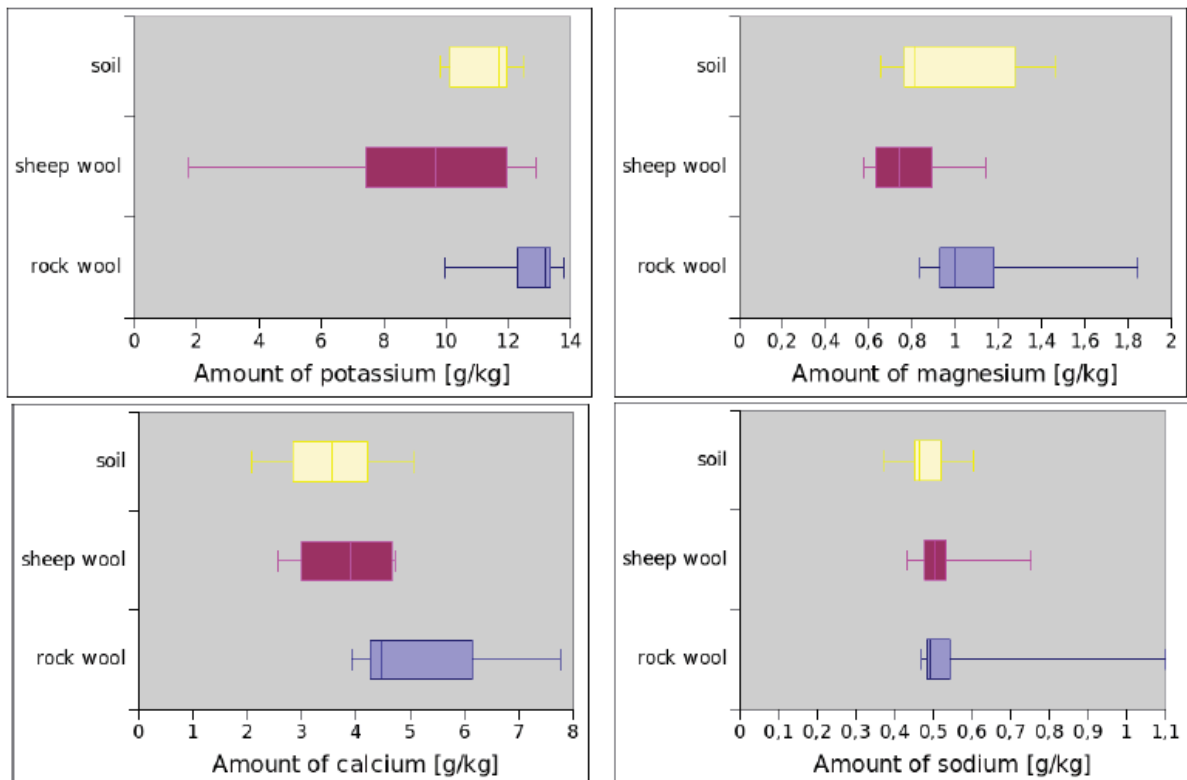 soil
sheep wool
rock wool
0 2 4 6 8 10 12 14
Amount of potassium [g/kg]
soil
sheep wool
rock wool
0 0,2 0,4 0,6 0,8 1 1,2 1,4 1,6 1,8 2
Amount of magnesium [g/kg]
soil
sheep wool
rock wool
0 1 2 3 4 5 6 7 8
Amount of calcium [g/kg]
soil
sheep wool
rock wool
0 0,1 0,2 0,3 0,4 0,5 0,6 0,7 0,8 0,9 1 1,1
Amount of sodium [g/kg]